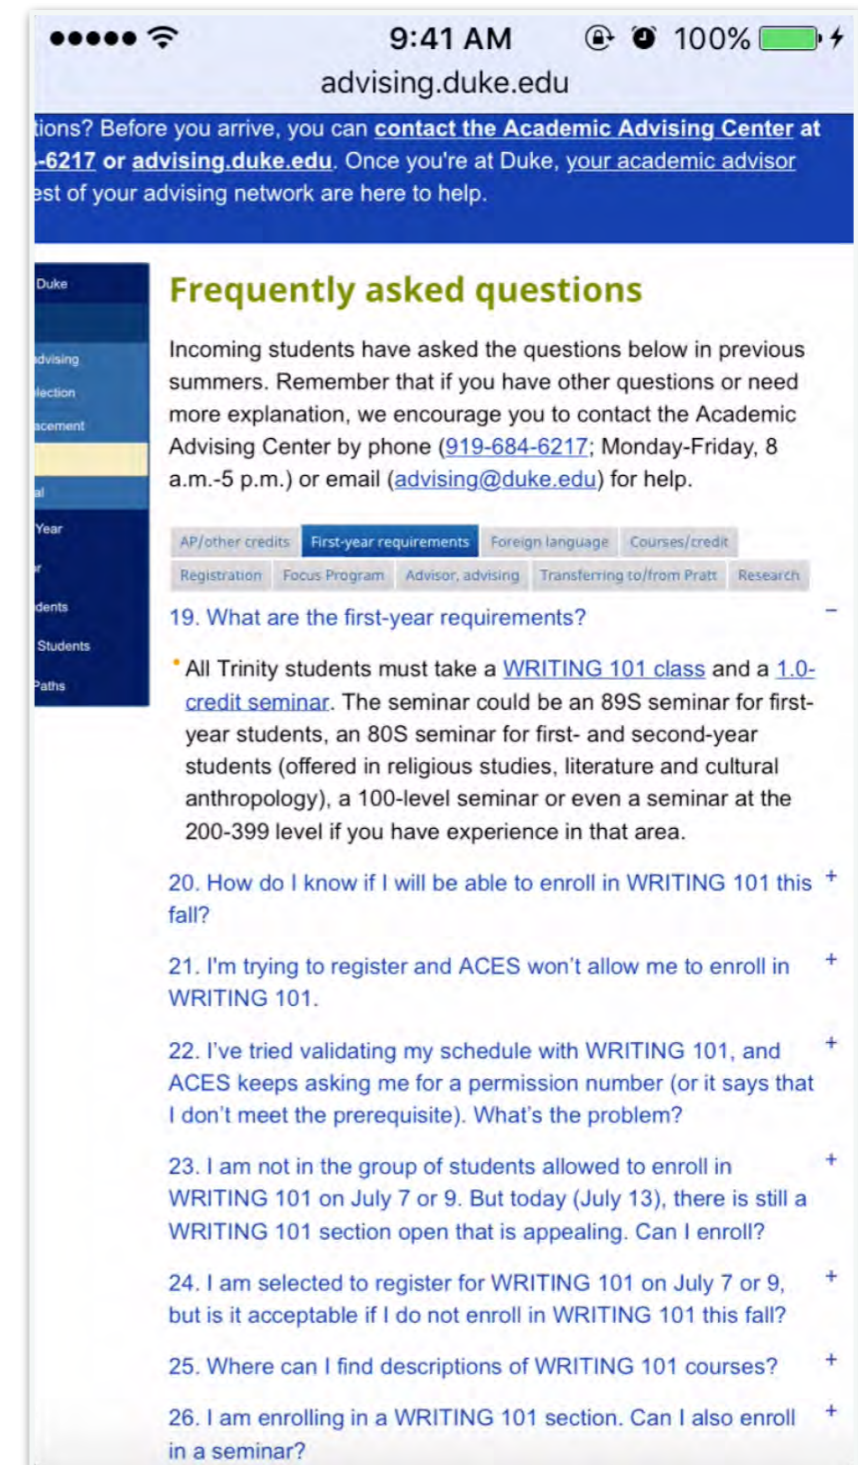 9:41 AM 100%
advising.duke.edu
tions? Before you arrive, you can contact the Academic Advising Center at
-6217 or advising.duke.edu. Once you're at Duke, your academic advisor
est of your advising network are here to help.
Duke
advising
lection
acement
al
Year
r
dents
Students
Paths
Frequently asked questions
Incoming students have asked the questions below in previous
summers. Remember that if you have other questions or need
more explanation, we encourage you to contact the Academic
Advising Center by phone (919-684-6217; Monday-Friday, 8
a.m.-5 p.m.) or email (advising@duke.edu) for help.
AP/other credits First-year requirements Foreign language Courses/credit
Registration Focus Program Advisor, advising Transferring to/from Pratt Research
19. What are the first-year requirements? −
• All Trinity students must take a WRITING 101 class and a 1.0-
credit seminar. The seminar could be an 89S seminar for first-
year students, an 80S seminar for first- and second-year
students (offered in religious studies, literature and cultural
anthropology), a 100-level seminar or even a seminar at the
200-399 level if you have experience in that area.
20. How do I know if I will be able to enroll in WRITING 101 this +
fall?
21. I'm trying to register and ACES won't allow me to enroll in +
WRITING 101.
22. I've tried validating my schedule with WRITING 101, and +
ACES keeps asking me for a permission number (or it says that
I don't meet the prerequisite). What's the problem?
23. I am not in the group of students allowed to enroll in +
WRITING 101 on July 7 or 9. But today (July 13), there is still a
WRITING 101 section open that is appealing. Can I enroll?
24. I am selected to register for WRITING 101 on July 7 or 9, +
but is it acceptable if I do not enroll in WRITING 101 this fall?
25. Where can I find descriptions of WRITING 101 courses? +
26. I am enrolling in a WRITING 101 section. Can I also enroll +
in a seminar?